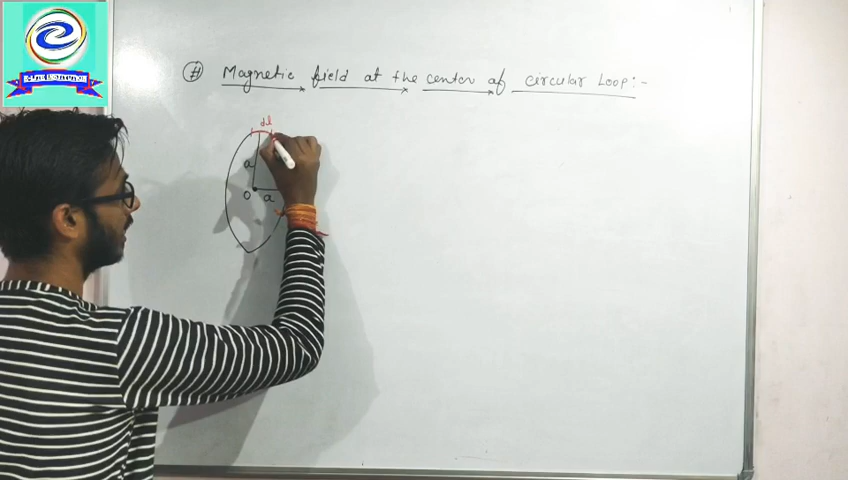 # Magnetic field at the center of circular Loop:-
dl
a
O a